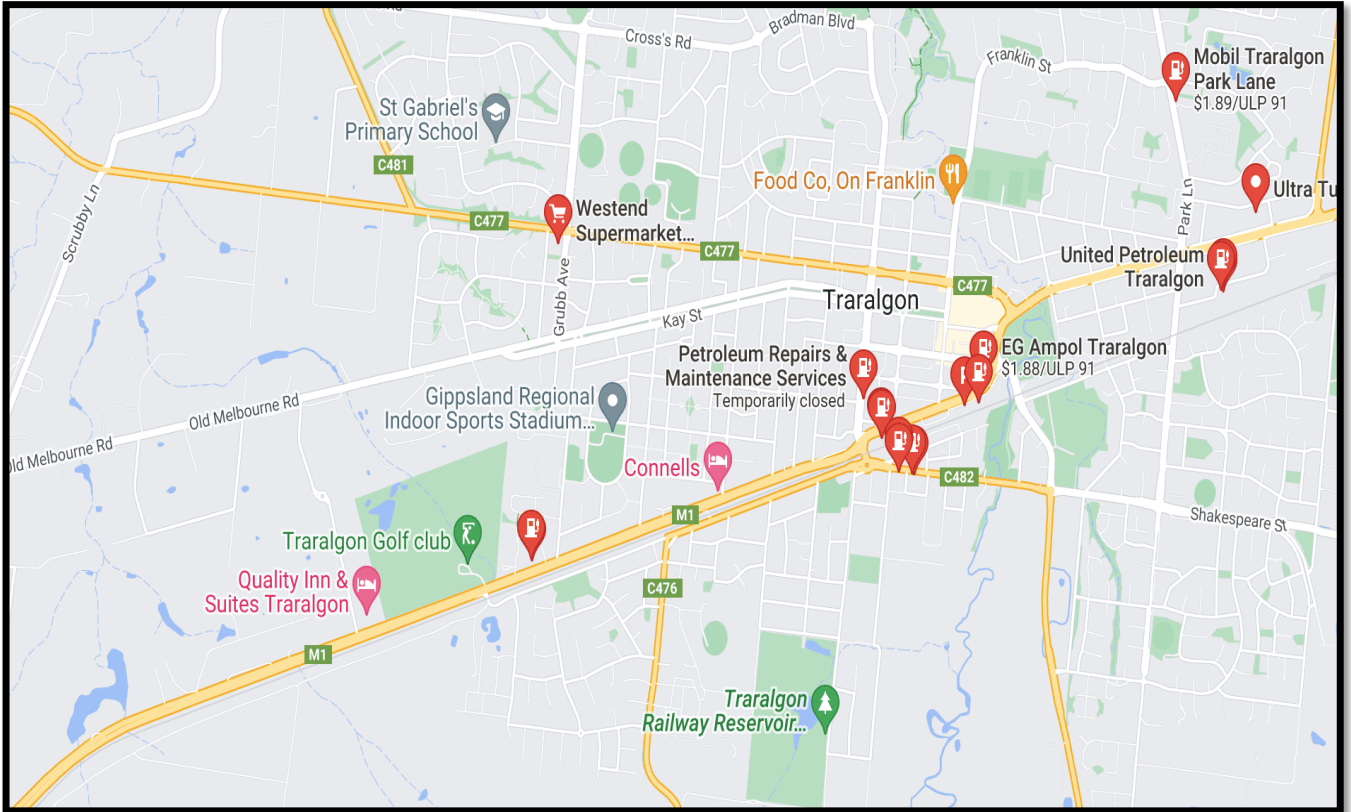 Cross's Rd
Bradman Blvd
Franklin St
Mobil Traralgon
Park Lane
$1.89/ULP 91
St Gabriel's
Primary School
C481
Scrubby Ln
Food Co, On Franklin
Ultra Tu
Park Ln
C477
Westend
Supermarket...
C477
United Petroleum
Traralgon
C477
Grubb Ave
Traralgon
Kay St
EG Ampol Traralgon
$1.88/ULP 91
Petroleum Repairs &
Maintenance Services
Temporarily closed
Old Melbourne Rd
Gippsland Regional
Indoor Sports Stadium...
ld Melbourne Rd
Connells
C482
M1
Shakespeare St
Traralgon Golf club
Quality Inn &
Suites Traralgon
C476
M1
Traralgon
Railway Reservoir...